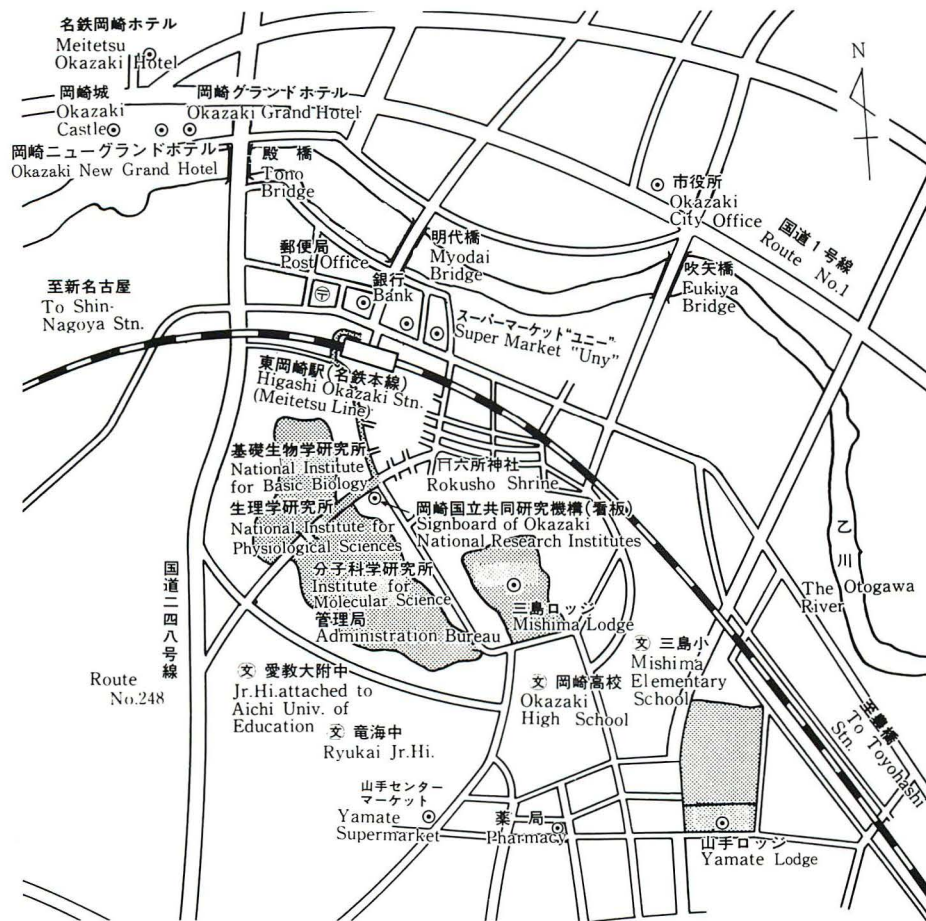 名鉄岡崎ホテル
Meitetsu
Okazaki Hotel
岡崎城
Okazaki
Castle
岡崎グランドホテル
Okazaki Grand Hotel
岡崎ニューグランドホテル
Okazaki New Grand Hotel
殿橋
Tono
Bridge
N
市役所
Okazaki
City Office
国道1号線
Route No.1
明代橋
Myodai
Bridge
吹矢橋
Fukiya
Bridge
郵便局
Post Office
銀行
Bank
〒
至新名古屋
To Shin-
Nagoya Stn.
スーパーマーケット"ユニー"
Super Market "Uny"
東岡崎駅(名鉄本線)
Higashi Okazaki Stn.
(Meitetsu Line)
基礎生物学研究所
National Institute
for Basic Biology
六所神社
Rokusho Shrine
生理学研究所
National Institute for
Physiological Sciences
岡崎国立共同研究機構(看板)
Signboard of Okazaki
National Research Institutes
分子科学研究所
Institute for
Molecular Science
管理局
Administration Bureau
三島ロッジ
Mishima Lodge
乙川
The Otogawa
River
国道二四八号線
Route
No.248
文 愛教大附中
Jr.Hi.attached to
Aichi Univ. of
Education
文 竜海中
Ryukai Jr.Hi.
文 岡崎高校
Okazaki
High School
文 三島小
Mishima
Elementary
School
至豊橋
To Toyohashi
Stn.
山手センター
マーケット
Yamate
Supermarket
薬局
Pharmacy
山手ロッジ
Yamate Lodge